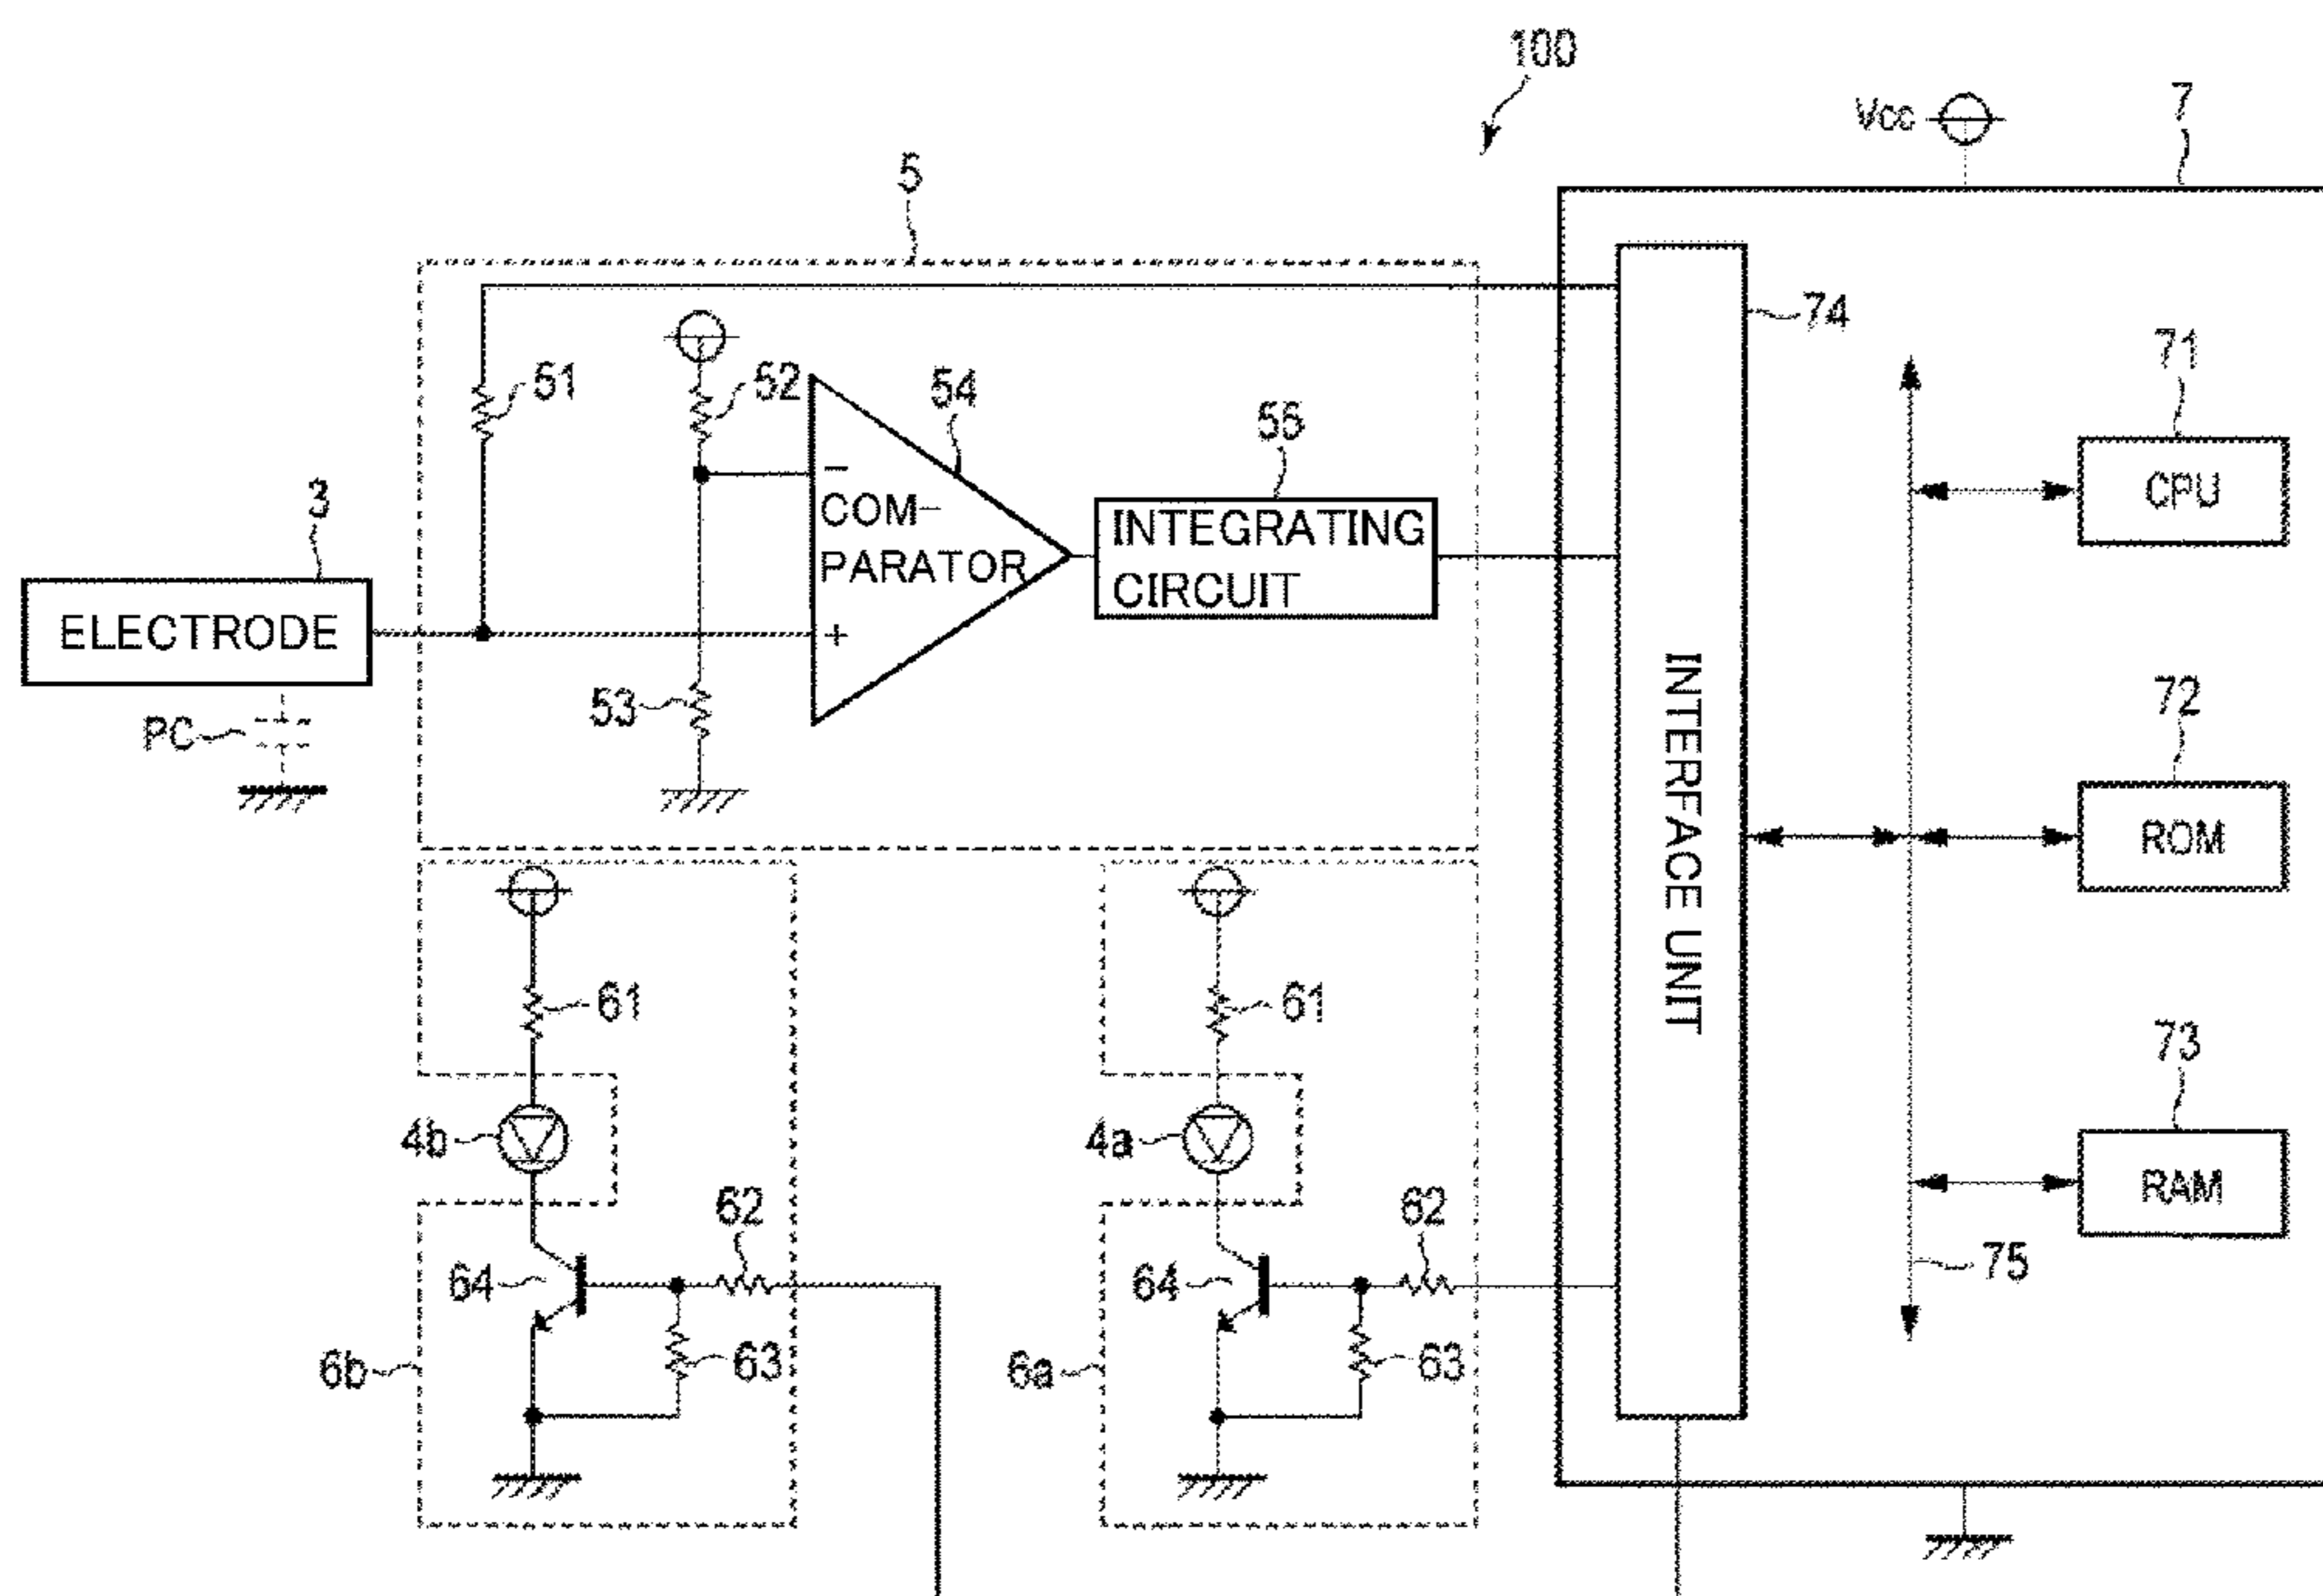 100
Vcc
7
5
74
51
52
54
55
71
CPU
COM-
PARATOR
INTEGRATING
CIRCUIT
-
+
3
ELECTRODE
PC
53
INTERFACE UNIT
72
ROM
61
61
73
RAM
4b
4a
62
62
64
64
75
63
63
6b
6a